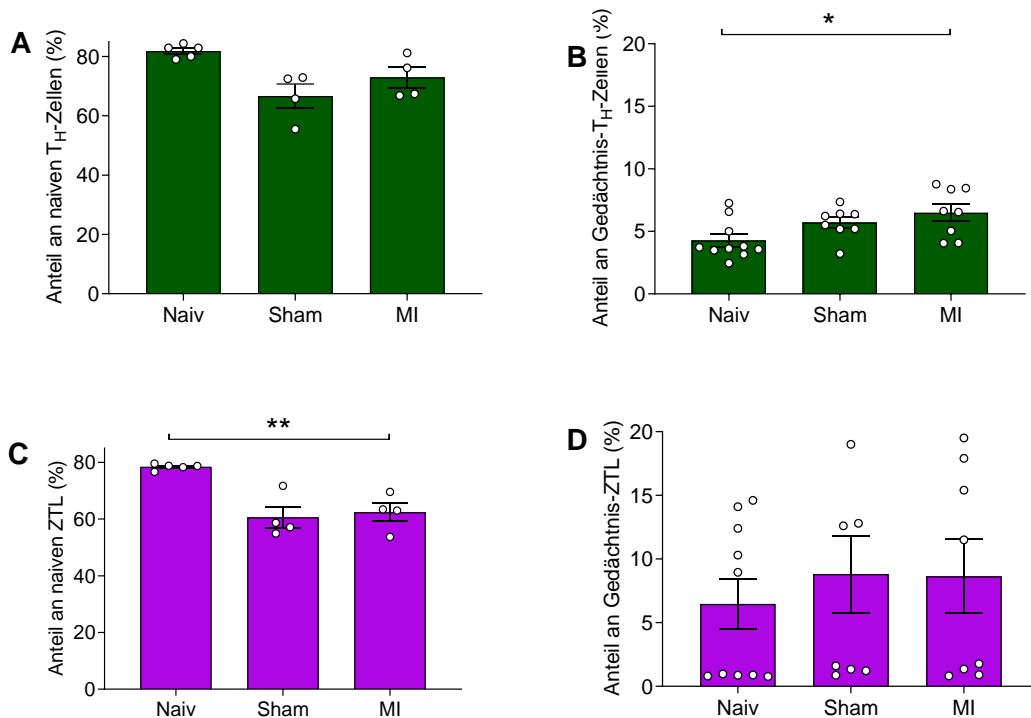 A
Anteil an naiven TH-Zellen (%)
80
60
40
20
0
Naiv Sham MI
B
*
Anteil an Gedächtnis-TH-Zellen (%)
20
15
10
5
0
Naiv Sham MI
C
**
Anteil an naiven ZTL (%)
80
60
40
20
0
Naiv Sham MI
D
Anteil an Gedächtnis-ZTL (%)
20
15
10
5
0
Naiv Sham MI